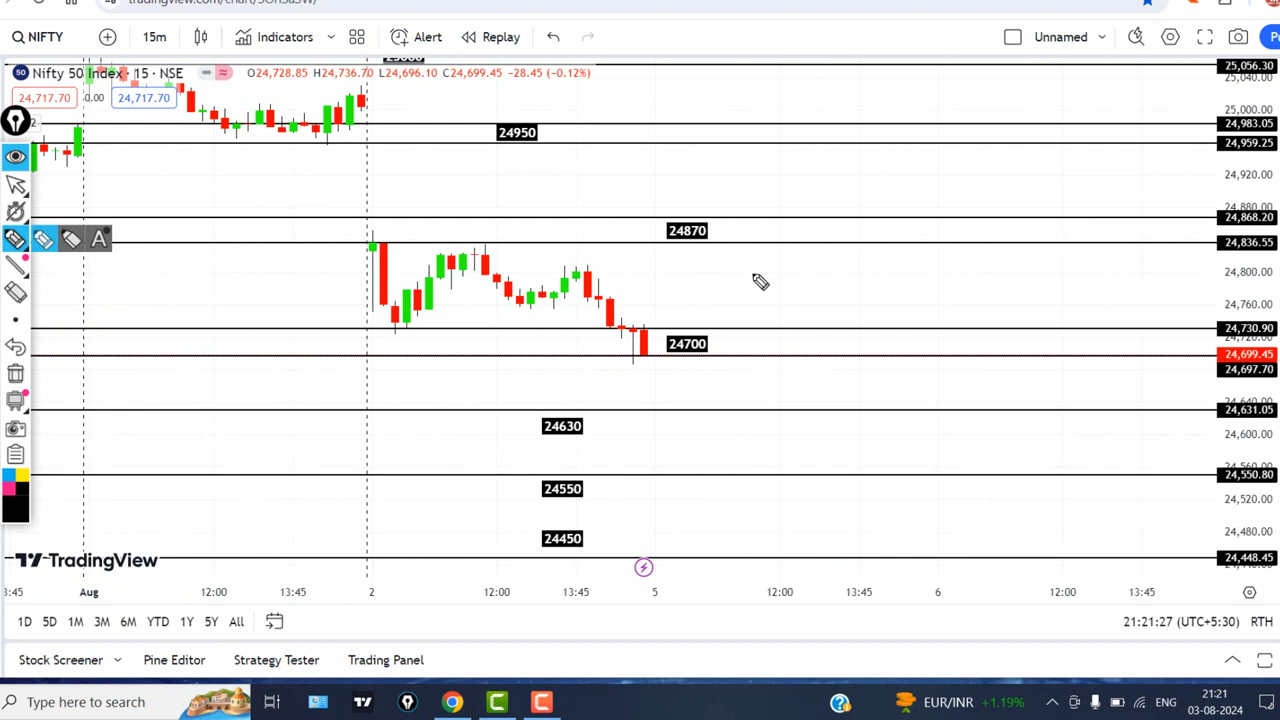 NIFTY
15m
Indicators
Alert
Replay
Unnamed
Nifty 50 Index · 15 · NSE
O24,728.85 H24,736.70 L24,696.10 C24,699.45 -28.45 (-0.12%)
24,717.70
0.00
24,717.70
2
A
24950
24870
24700
24630
24550
24450
25,056.30
25,040.00
25,000.00
24,983.05
24,959.25
24,920.00
24,880.00
24,868.20
24,836.55
24,800.00
24,760.00
24,730.90
24,720.00
24,699.45
24,697.70
24,640.00
24,631.05
24,600.00
24,560.00
24,550.80
24,520.00
24,480.00
24,448.45
TradingView
Aug
12:00
13:45
2
12:00
13:45
5
12:00
13:45
6
12:00
13:45
1D
5D
1M
3M
6M
YTD
1Y
5Y
All
21:21:27 (UTC+5:30)
RTH
Stock Screener
Pine Editor
Strategy Tester
Trading Panel
Type here to search
EUR/INR
+1.19%
ENG
21:21
03-08-2024